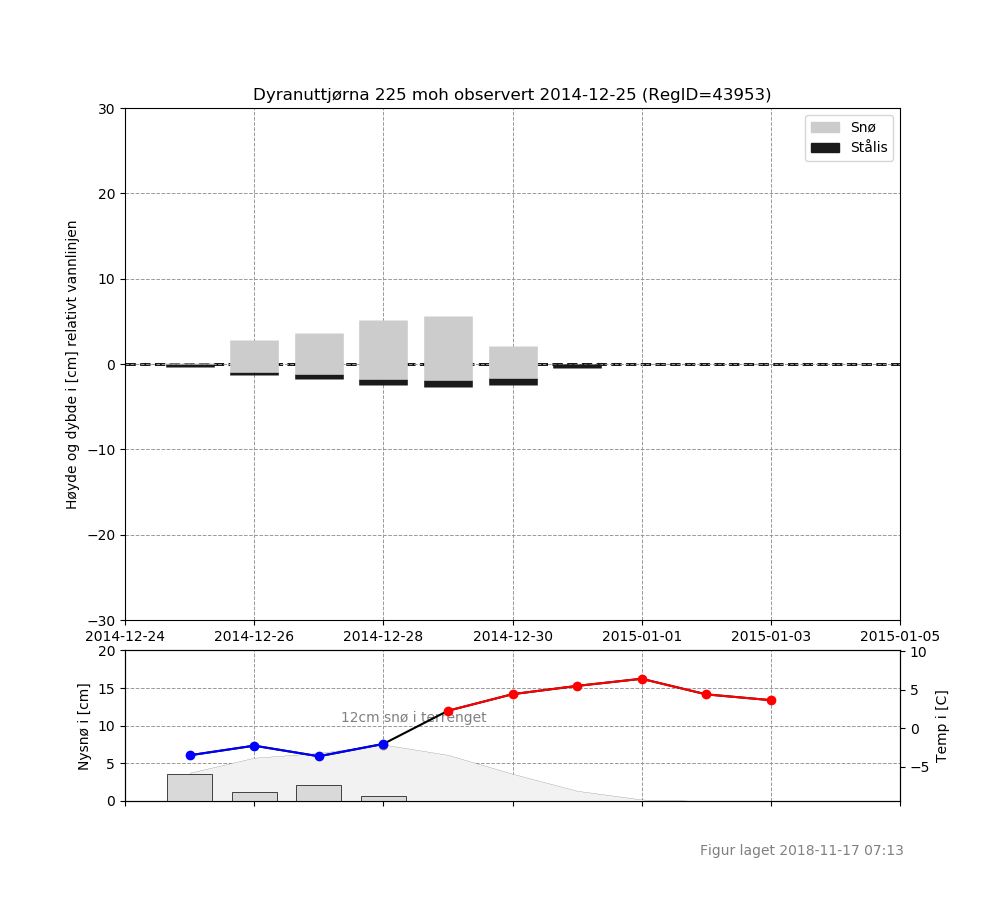 Dyranuttjørna 225 moh observert 2014-12-25 (RegID=43953)
30
20
10
0
−10
−20
−30
Høyde og dybde i [cm] relativt vannlinjen
Snø
Stålis
2014-12-24 2014-12-26 2014-12-28 2014-12-30 2015-01-01 2015-01-03 2015-01-05
20
15
10
5
0
Nysnø i [cm]
12cm snø i terrenget
10
5
0
−5
Temp i [C]
Figur laget 2018-11-17 07:13